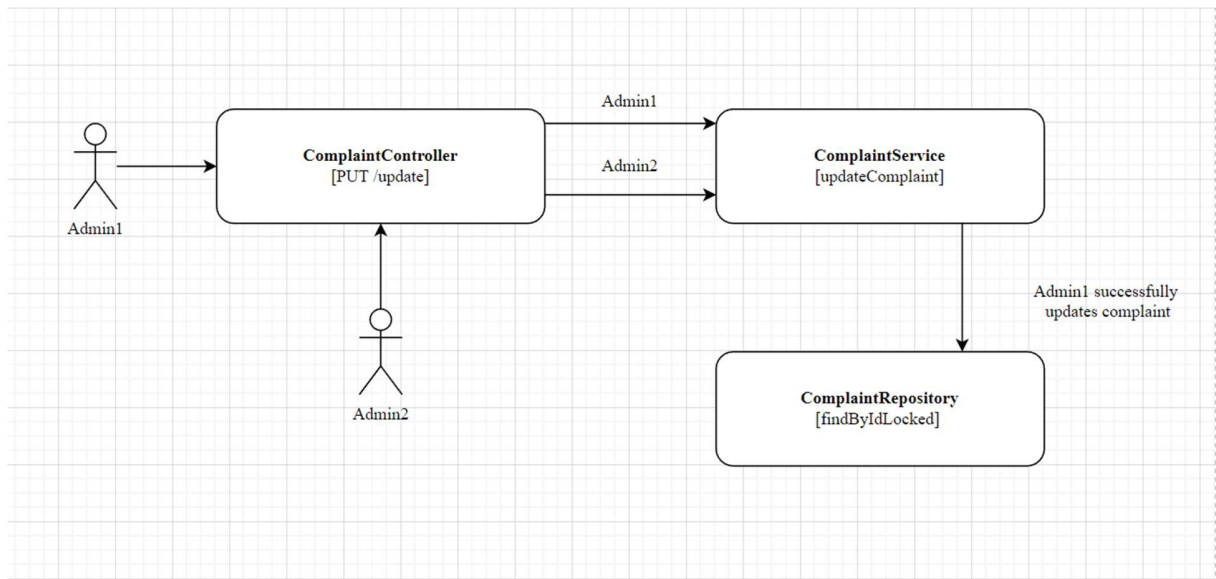 Admin1
ComplaintController
[PUT /update]
Admin1
Admin2
ComplaintService
[updateComplaint]
Admin2
Admin1 successfully
updates complaint
ComplaintRepository
[findByIdLocked]